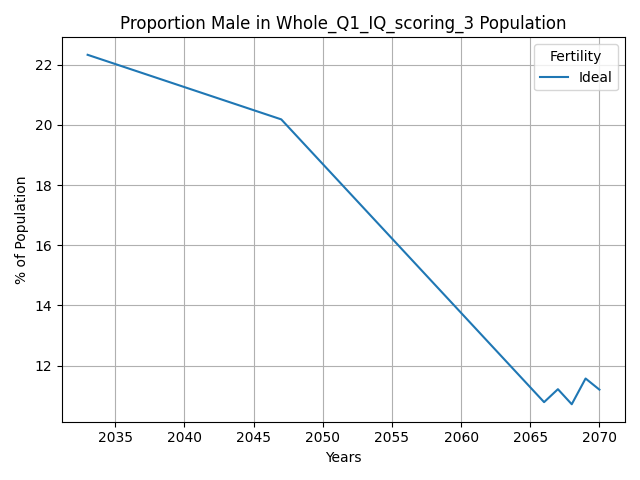 Proportion Male in Whole_Q1_IQ_scoring_3 Population
Fertility
Ideal
% of Population
22
20
18
16
14
12
2035 2040 2045 2050 2055 2060 2065 2070
Years